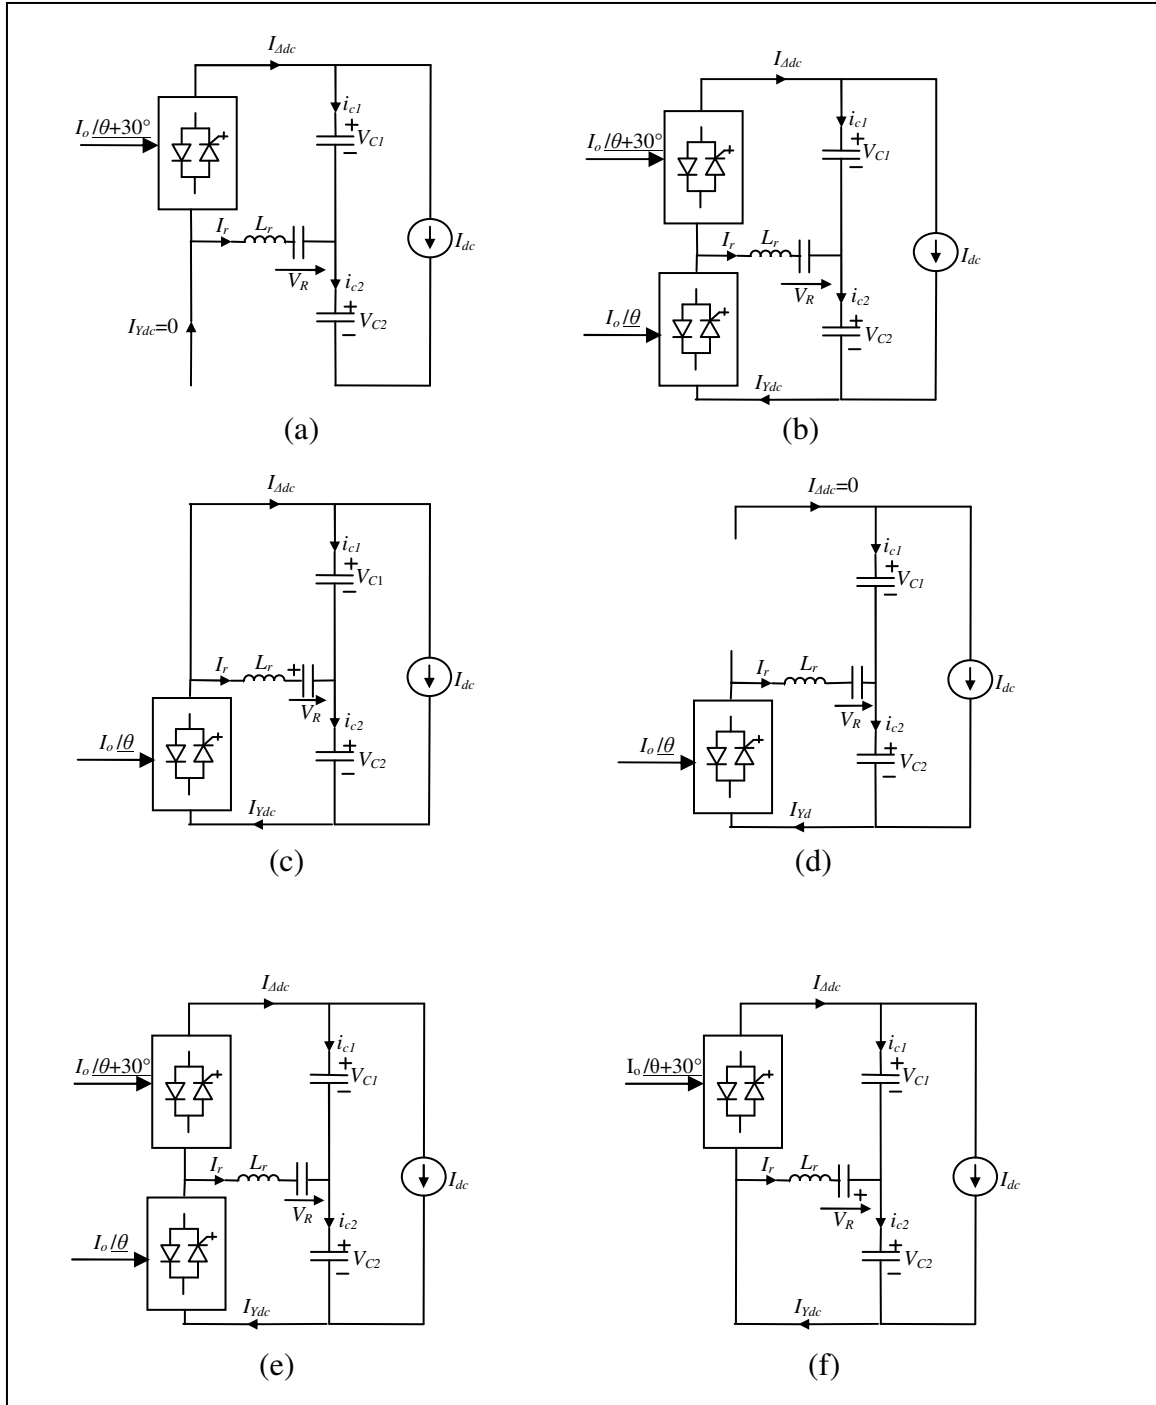 I_Δdc
i_c1
I_o /θ+30°
+
V_C1
−
I_r L_r
I_dc
V_R i_c2
+
I_Ydc=0
V_C2
−
(a)
I_Δdc
i_c1
I_o /θ+30°
+
V_C1
−
I_r L_r
I_dc
V_R i_c2
I_o /θ
+
V_C2
−
I_Ydc
(b)
I_Δdc
i_c1
+
V_C1
−
I_r L_r +
I_dc
V_R i_c2
I_o /θ
+
V_C2
−
I_Ydc
(c)
I_Δdc=0
i_c1
+
V_C1
−
I_r L_r
I_dc
V_R i_c2
I_o /θ
+
V_C2
−
I_Yd
(d)
I_Δdc
i_c1
I_o /θ+30°
+
V_C1
−
I_r L_r
I_dc
V_R i_c2
I_o /θ
+
V_C2
−
I_Ydc
(e)
I_Δdc
i_c1
I_o /θ+30°
+
V_C1
−
I_r L_r
I_dc
+
V_R i_c2
+
V_C2
−
I_Ydc
(f)